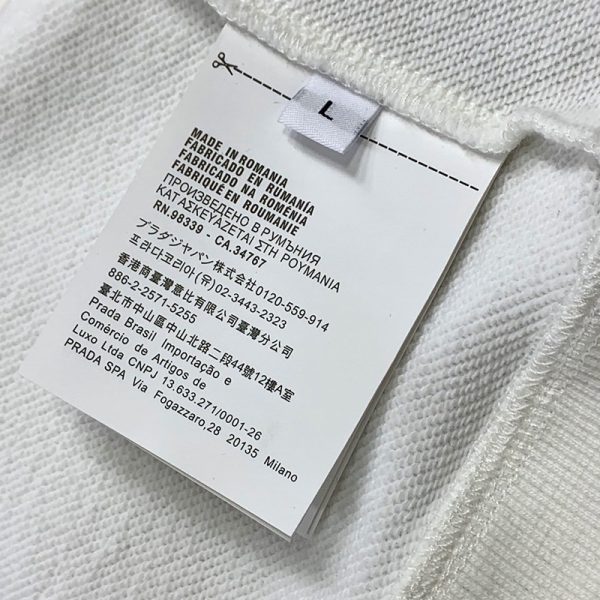 L
MADE IN ROMANIA
FABRICADO EN RUMANIA
FABRICADO NA ROMÉNIA
FABRIQUÉ EN ROUMANIE
ПРОИЗВЕДЕНО В РУМЪНИЯ
ΚΑΤΑΣΚΕΥΑΖΕΤΑΙ ΣΤΗ ΡΟΥΜΑΝΙΑ
RN.98339 - CA.34767
プラダジャパン株式会社0120-559-914
프라다코리아(유) 02-3443-2323
香港商臺灣意比有限公司臺灣分公司
886-2-2571-5255
臺北市中山區中山北路二段44號12樓A室
Prada Brasil Importação e
Comércio de Artigos de
Luxo Ltda CNPJ 13.633.271/0001-26
PRADA SPA Via Fogazzaro,28 20135 Milano